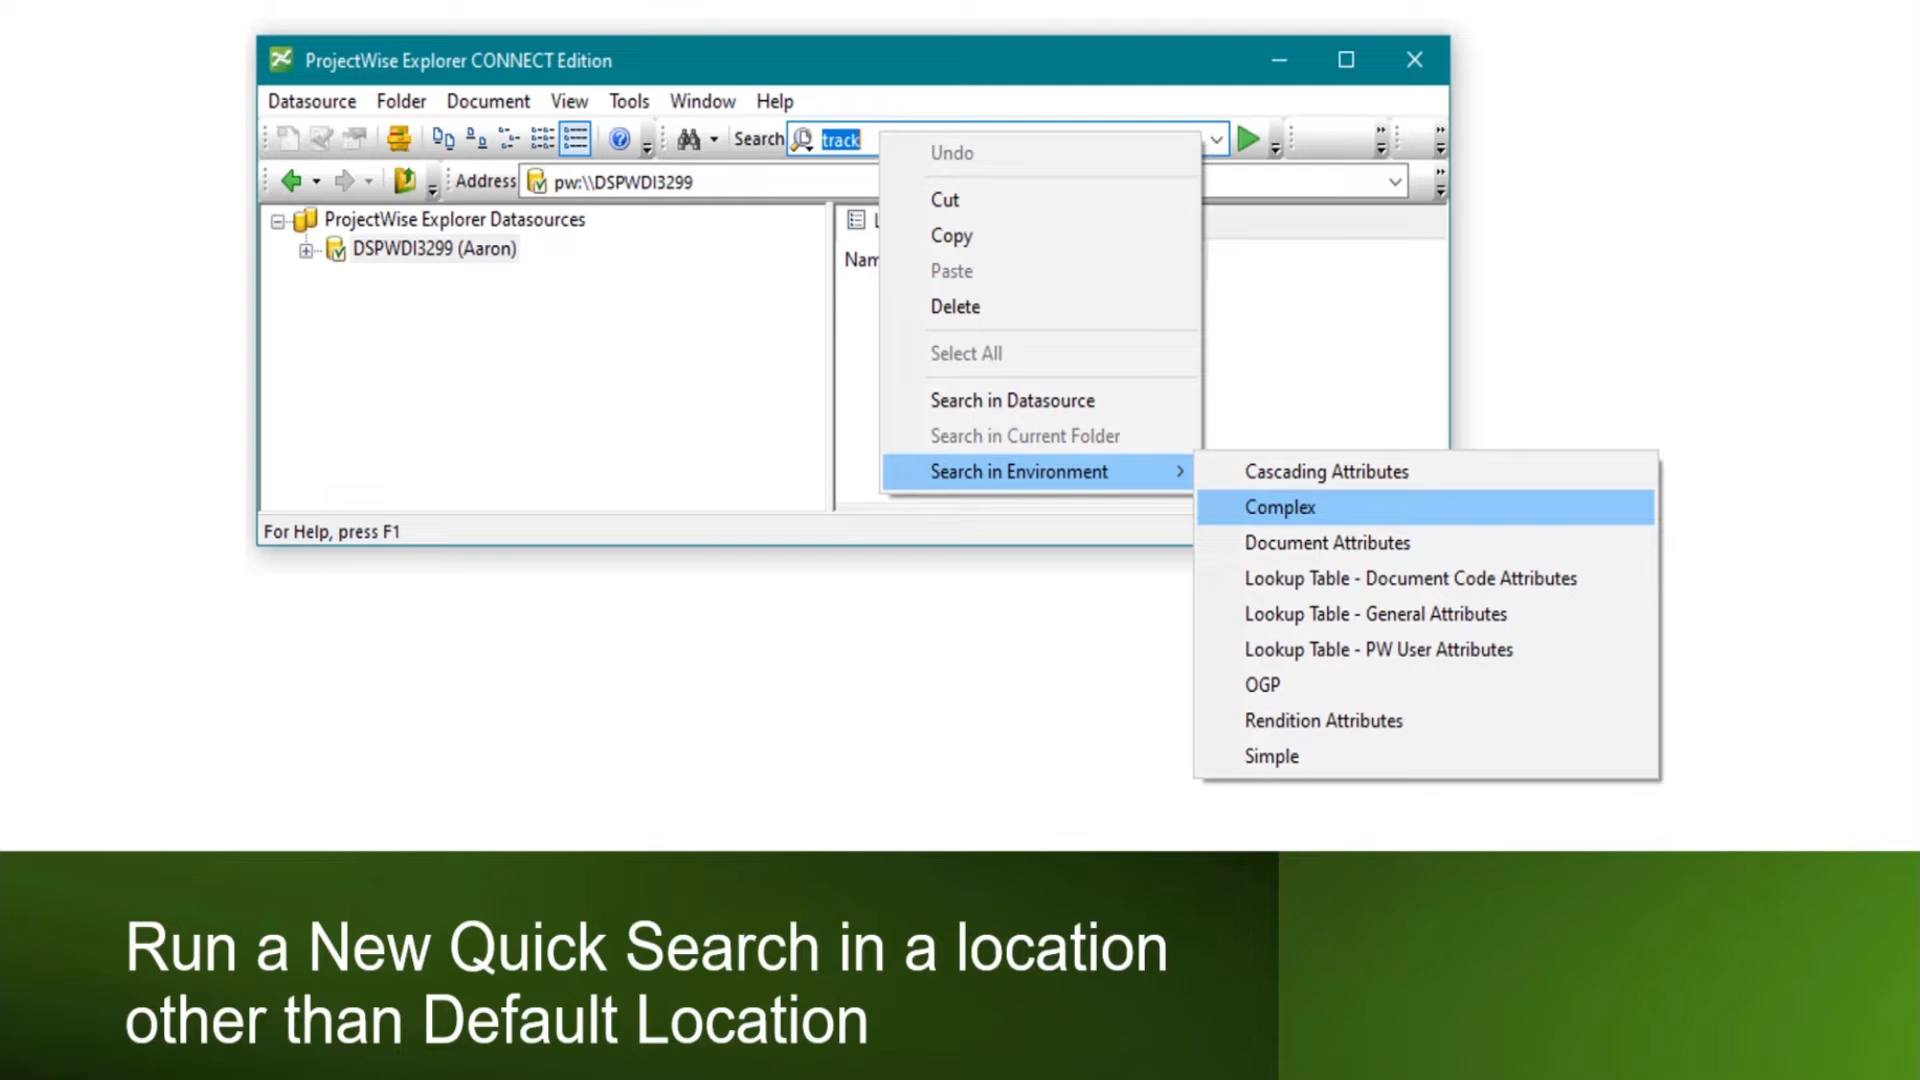 ProjectWise Explorer CONNECT Edition
Datasource Folder Document View Tools Window Help
Search track
Address pw:\\DSPWDI3299
ProjectWise Explorer Datasources
DSPWDI3299 (Aaron)
Undo
Cut
Copy
Paste
Delete
Select All
Search in Datasource
Search in Current Folder
Search in Environment
Cascading Attributes
Complex
Document Attributes
Lookup Table - Document Code Attributes
Lookup Table - General Attributes
Lookup Table - PW User Attributes
OGP
Rendition Attributes
Simple
For Help, press F1
Run a New Quick Search in a location
other than Default Location